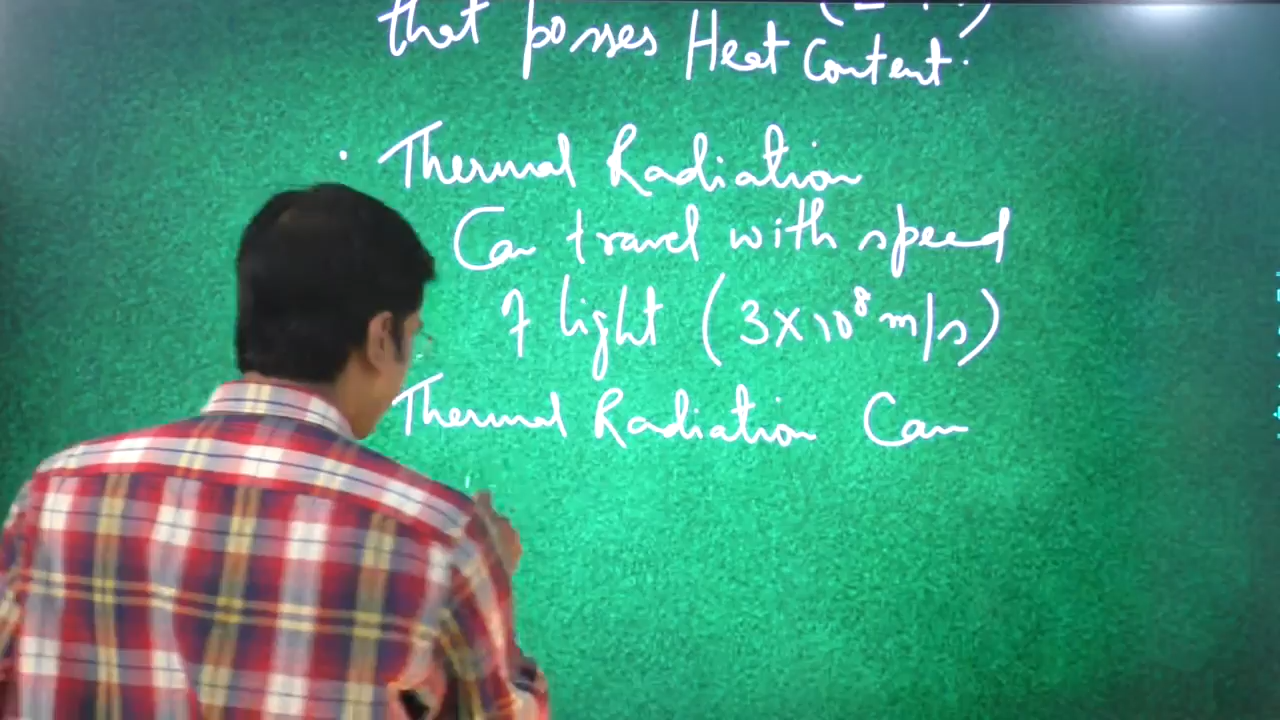 that posses Heat Content.
· Thermal Radiation
Can travel with speed
of light (3×10⁸ m/s)
Thermal Radiation Can